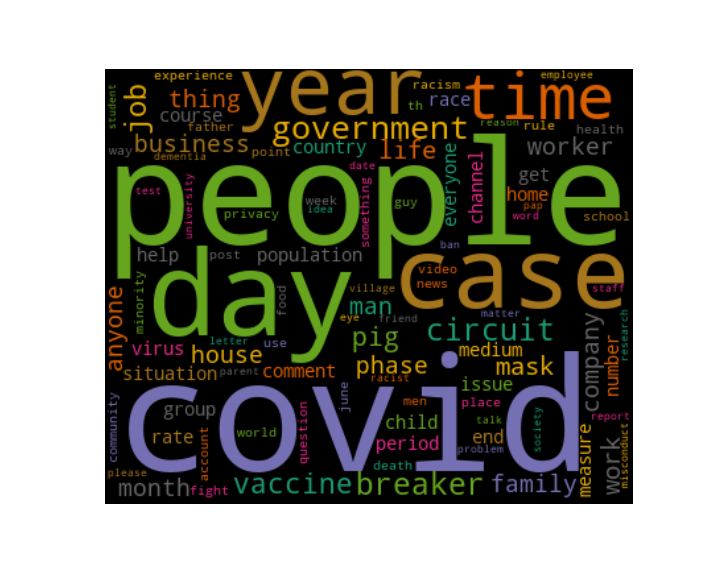 experience
employee
student
job
thing
year
racism
time
th
race
course
father
government
reason
rule
health
way
business
dementia
point
country
life
worker
people
test
university
date
something
everyone
channel
get
home
pap
word
school
privacy
week
idea
guy
help
post
population
ban
day
case
video
news
staff
minority
village
food
man
eye
friend
matter
anyone
letter
use
pig
circuit
research
virus
house
phase
medium
mask
company
number
situation
parent
comment
racist
issue
june
covid
community
group
men
place
report
rate
account
world
question
child
talk
society
period
end
problem
measure
work
misconduct
please
death
month
fight
vaccine
breaker
family